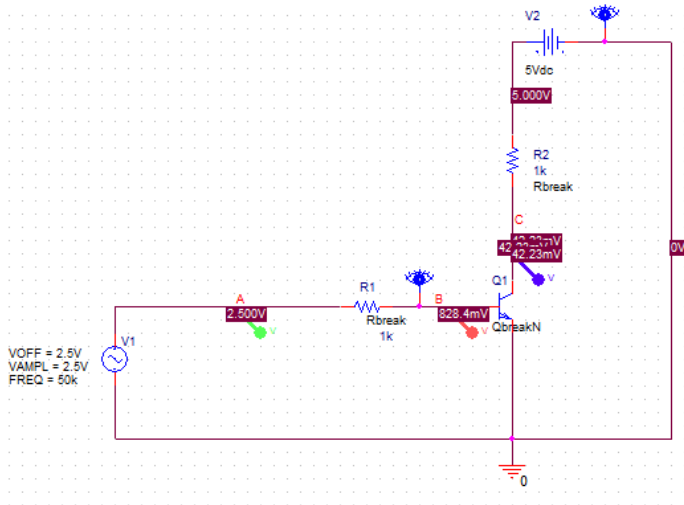 V2
5Vdc
5.000V
R2
1k
Rbreak
C
42.23mV
0V
Q1
R1
A
B
2.500V
Rbreak
828.4mV
QbreakN
V
V
V
1k
V1
VOFF = 2.5V
VAMPL = 2.5V
FREQ = 50k
0